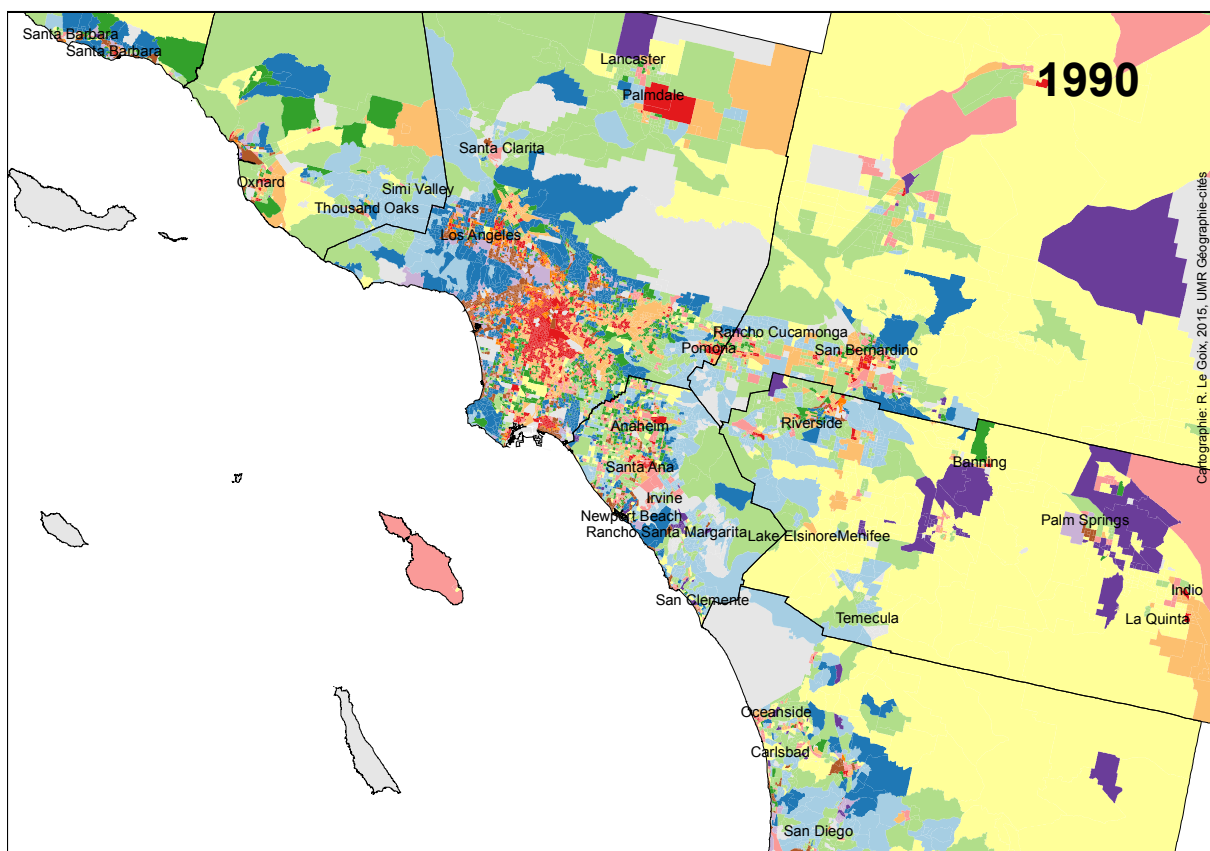 Santa Barbara
Santa Barbara
Lancaster
1990
Palmdale
Santa Clarita
Oxnard
Simi Valley
Thousand Oaks
Los Angeles
Rancho Cucamonga
Pomona
San Bernardino
Anaheim
Riverside
Santa Ana
Banning
Irvine
Newport Beach
Palm Springs
Rancho Santa Margarita
Lake Elsinore
Menifee
San Clemente
Indio
Temecula
La Quinta
Oceanside
Carlsbad
San Diego
Cartographie: R. Le Goix, 2015, UMR Géographie-cités